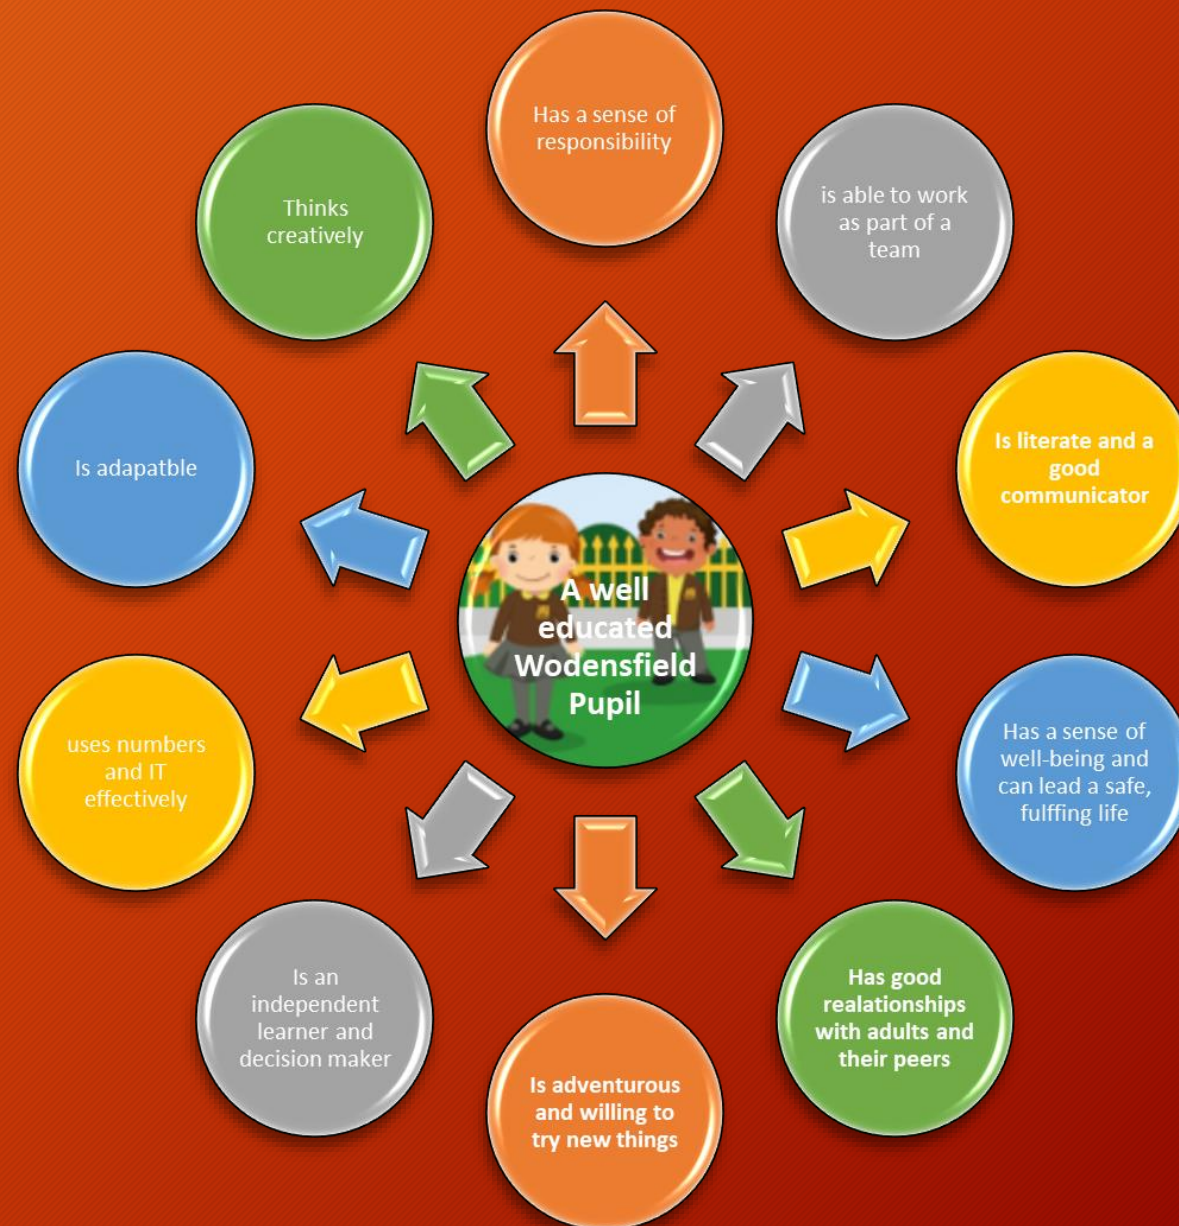 Has a sense of
responsibility
is able to work
as part of a
team
Is literate and a
good
communicator
Has a sense of
well-being and
can lead a safe,
fulffing life
Has good
realationships
with adults and
their peers
Is adventurous
and willing to
try new things
Is an
independent
learner and
decision maker
uses numbers
and IT
effectively
Is adapatble
Thinks
creatively
A well
educated
Wodensfield
Pupil